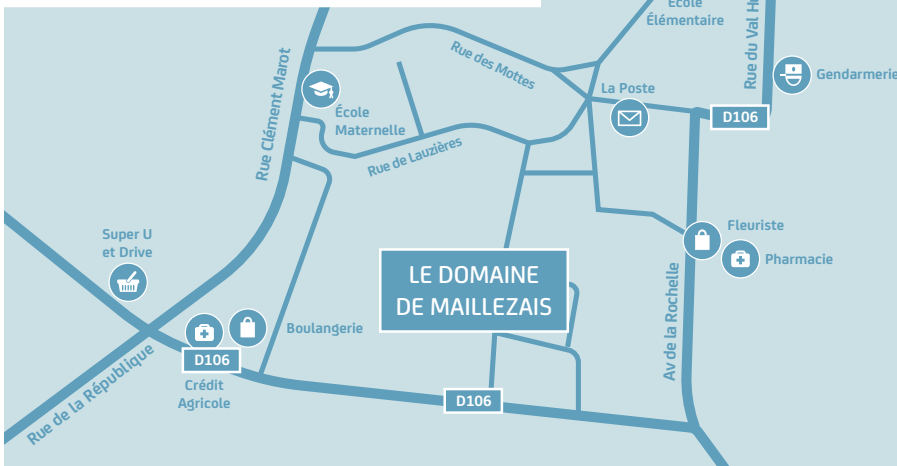 École
Élémentaire
Rue du Val
Gendarmerie
Rue des Mottes
La Poste
D106
Rue Clément Marot
École
Maternelle
Rue de Lauzières
Fleuriste
Pharmacie
Super U
et Drive
LE DOMAINE
DE MAILLEZAIS
Av de la Rochelle
Boulangerie
D106
Crédit
Agricole
Rue de la République
D106